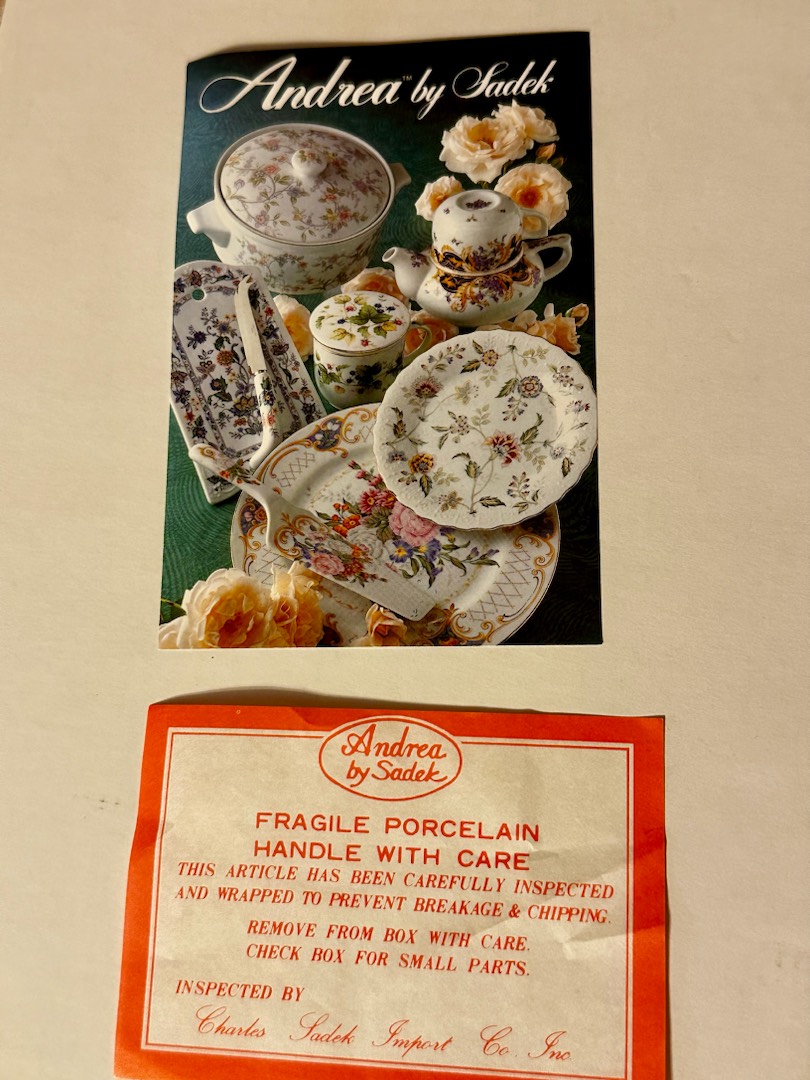 Andrea™ by Sadek
Andrea
by Sadek
FRAGILE PORCELAIN
HANDLE WITH CARE
THIS ARTICLE HAS BEEN CAREFULLY INSPECTED
AND WRAPPED TO PREVENT BREAKAGE & CHIPPING.
REMOVE FROM BOX WITH CARE.
CHECK BOX FOR SMALL PARTS.
INSPECTED BY
Charles Sadek Import Co. Inc